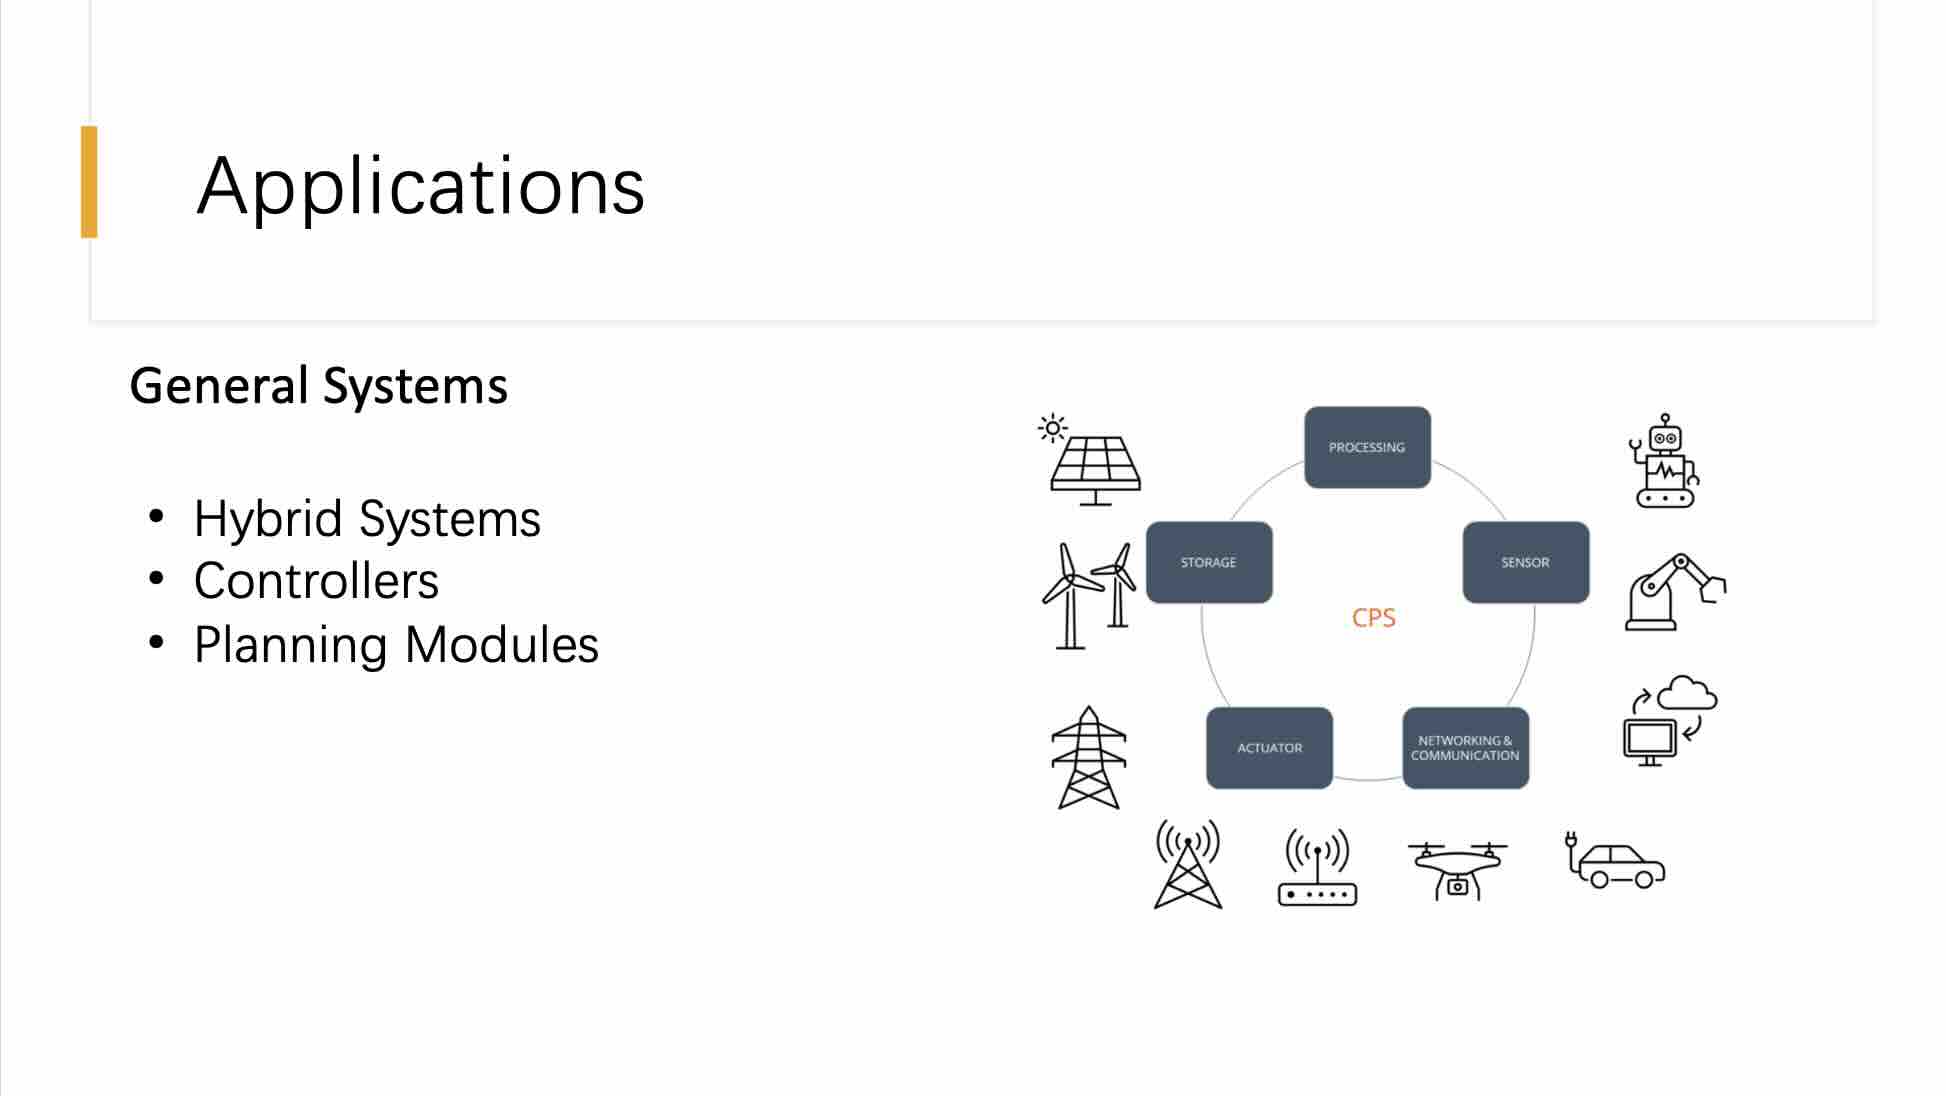 Applications
General Systems
• Hybrid Systems
• Controllers
• Planning Modules
PROCESSING
STORAGE
SENSOR
CPS
ACTUATOR
NETWORKING &
COMMUNICATION